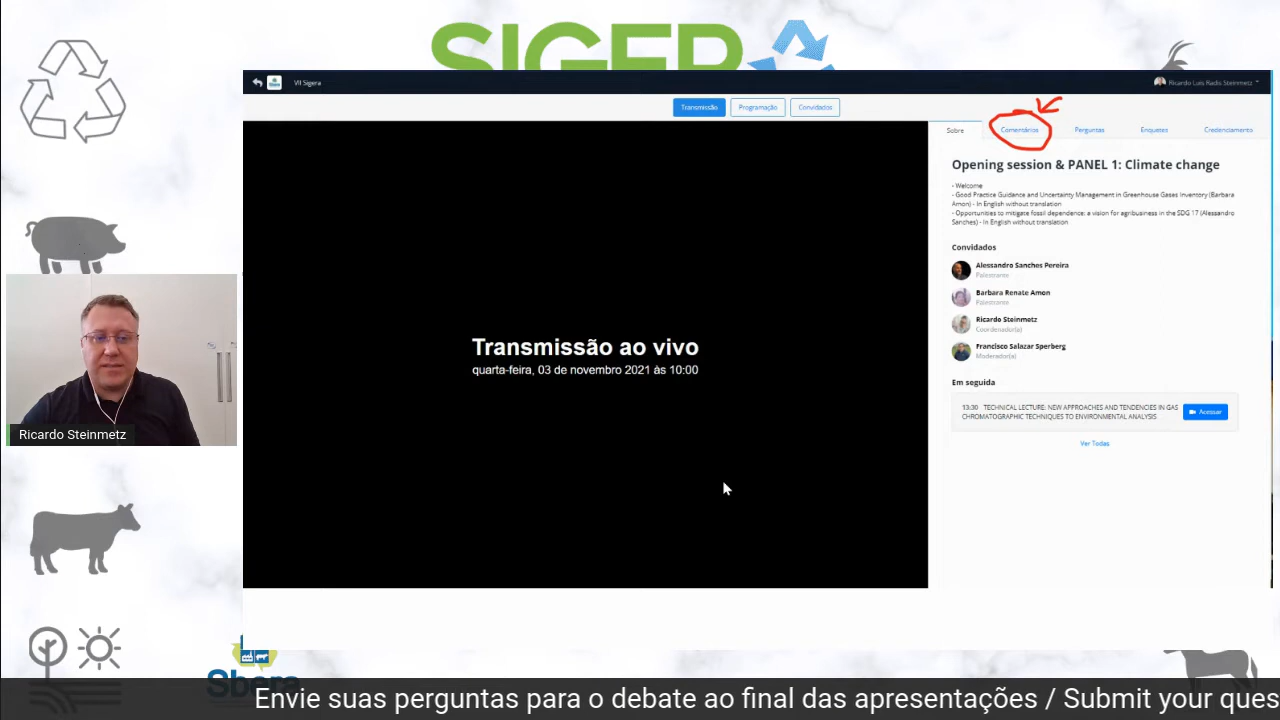 SIGER
VII Sigera
Ricardo Luis Radis Steinmetz
Transmissão
Programação
Convidados
Sobre
Comentários
Perguntas
Enquetes
Credenciamento
Opening session & PANEL 1: Climate change
- Welcome
- Good Practice Guidance and Uncertainty Management in Greenhouse Gases Inventory (Barbara
Amon) - In English without translation
- Opportunities to mitigate fossil dependence: a vision for agribusiness in the SDG 17 (Alessandro
Sanches) - In English without translation
Convidados
Alessandro Sanches Pereira
Palestrante
Barbara Renate Amon
Palestrante
Ricardo Steinmetz
Coordenador(a)
Francisco Salazar Sperberg
Moderador(a)
Em seguida
13:30 TECHNICAL LECTURE: NEW APPROACHES AND TENDENCIES IN GAS
CHROMATOGRAPHIC TECHNIQUES TO ENVIRONMENTAL ANALYSIS
Acessar
Ver Todas
Transmissão ao vivo
quarta-feira, 03 de novembro 2021 às 10:00
Ricardo Steinmetz
Sbera
Envie suas perguntas para o debate ao final das apresentações / Submit your ques